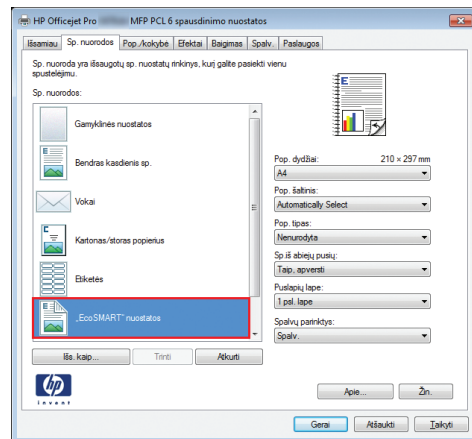 HP Officejet Pro MFP PCL 6 spausdinimo nuostatos
Išsamiau Sp. nuorodos Pop./kokybė Efektai Baigimas Spalv. Paslaugos
Sp. nuoroda yra išsaugotų sp. nuostatų rinkinys, kurį galite pasiekti vienu
spustelėjimu.
Sp. nuorodos:
Gamyklinės nuostatos
Bendras kasdienis sp.
Vokai
Kartonas/storas popierius
Etiketės
„EcoSMART“ nuostatos
Išs. kaip... Trinti Atkurti
Pop. dydžiai: 210 × 297 mm
A4
Pop. šaltinis:
Automatically Select
Pop. tipas:
Nenurodyta
Sp.iš abiejų pusių:
Taip, apversti
Puslapių lape:
1 psl. lape
Spalvų parinktys:
Spalv.
hp
invent
Apie... Žin.
Gerai Atšaukti Taikyti